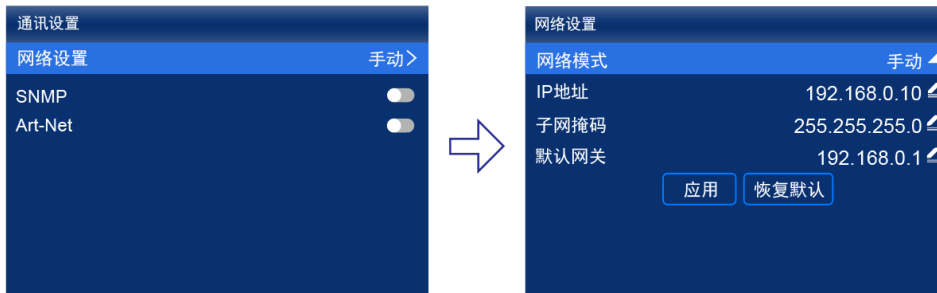 通讯设置
网络设置 手动>
SNMP
Art-Net
网络设置
网络模式 手动
IP地址 192.168.0.10
子网掩码 255.255.255.0
默认网关 192.168.0.1
应用 恢复默认